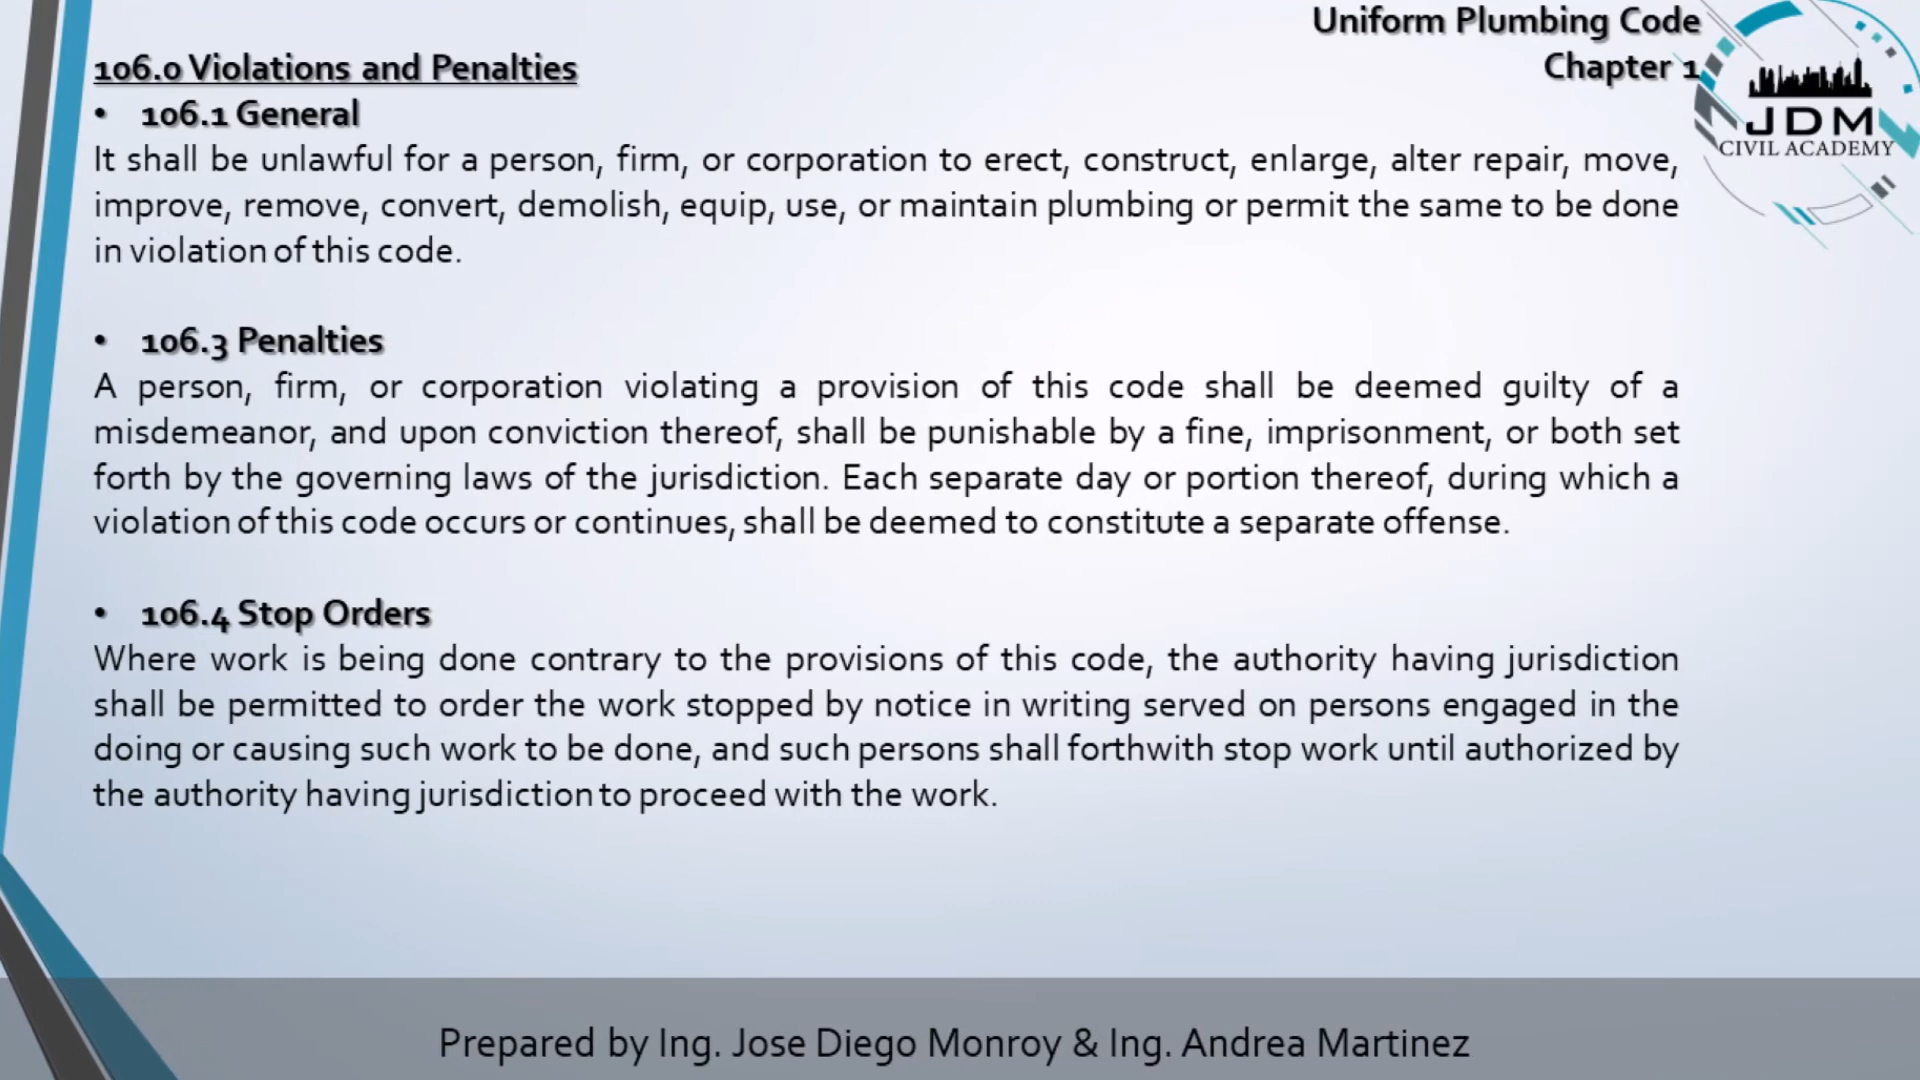 Uniform Plumbing Code
Chapter 1
106.0 Violations and Penalties
• 106.1 General
It shall be unlawful for a person, firm, or corporation to erect, construct, enlarge, alter repair, move,
improve, remove, convert, demolish, equip, use, or maintain plumbing or permit the same to be done
in violation of this code.
• 106.3 Penalties
A person, firm, or corporation violating a provision of this code shall be deemed guilty of a
misdemeanor, and upon conviction thereof, shall be punishable by a fine, imprisonment, or both set
forth by the governing laws of the jurisdiction. Each separate day or portion thereof, during which a
violation of this code occurs or continues, shall be deemed to constitute a separate offense.
• 106.4 Stop Orders
Where work is being done contrary to the provisions of this code, the authority having jurisdiction
shall be permitted to order the work stopped by notice in writing served on persons engaged in the
doing or causing such work to be done, and such persons shall forthwith stop work until authorized by
the authority having jurisdiction to proceed with the work.
JDM
CIVIL ACADEMY
Prepared by Ing. Jose Diego Monroy & Ing. Andrea Martinez